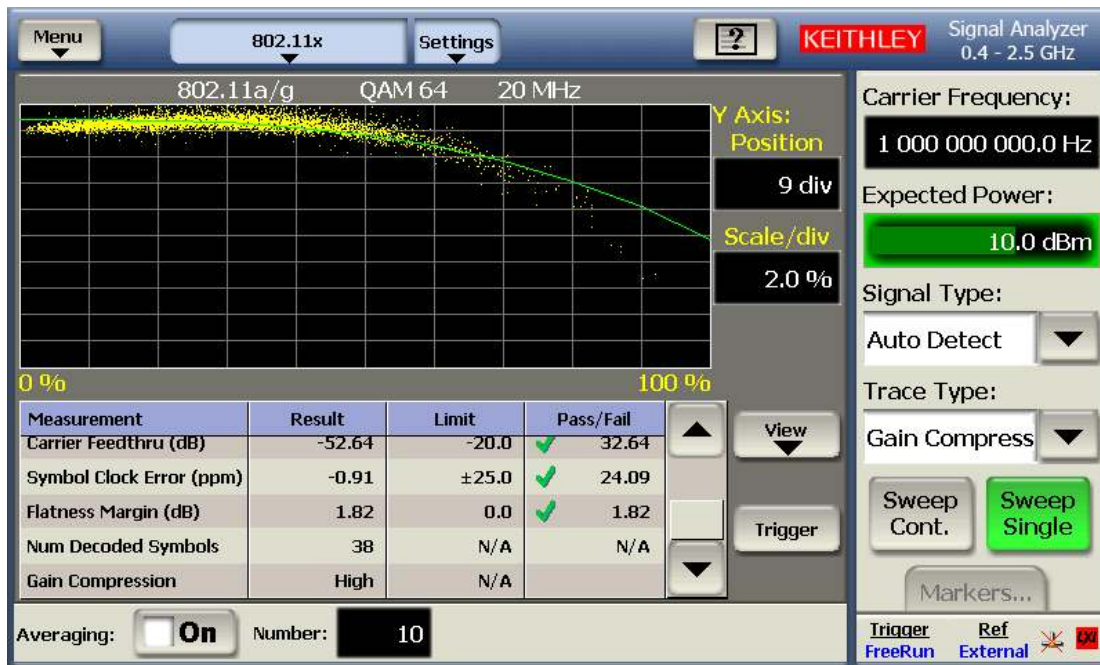 Menu
802.11x
Settings
?
KEITHLEY
Signal Analyzer
0.4 - 2.5 GHz
802.11a/g QAM 64 20 MHz
Y Axis:
Position
9 div
Scale/div
2.0 %
0 %
100 %
Carrier Frequency:
1 000 000 000.0 Hz
Expected Power:
10.0 dBm
Signal Type:
Auto Detect
Trace Type:
Gain Compress
Sweep
Cont.
Sweep
Single
Markers...
Measurement Result Limit Pass/Fail
Carrier Feedthru (dB) -52.64 -20.0 32.64
Symbol Clock Error (ppm) -0.91 ±25.0 24.09
Flatness Margin (dB) 1.82 0.0 1.82
Num Decoded Symbols 38 N/A N/A
Gain Compression High N/A
View
Trigger
Averaging: On Number: 10
Trigger
FreeRun
Ref
External
LXI